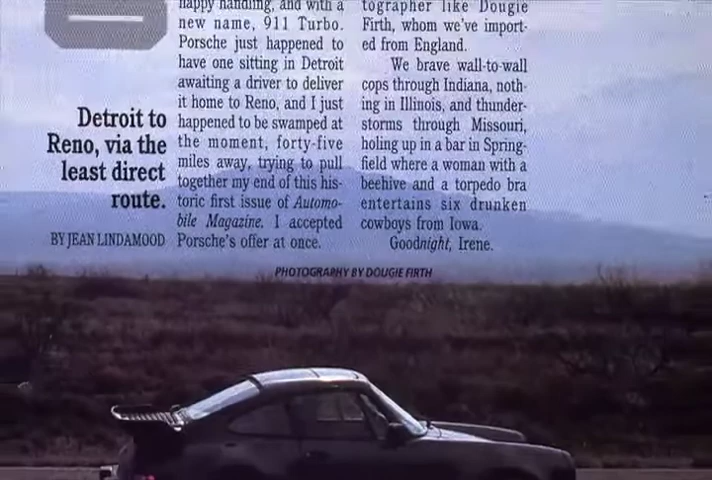 Detroit to
Reno, via the
least direct
route.
BY JEAN LINDAMOOD
happy handling, and with a
new name, 911 Turbo.
Porsche just happened to
have one sitting in Detroit
awaiting a driver to deliver
it home to Reno, and I just
happened to be swamped at
the moment, forty-five
miles away, trying to pull
together my end of this his-
toric first issue of Automo-
bile Magazine. I accepted
Porsche's offer at once.
tographer like Dougie
Firth, whom we've import-
ed from England.
We brave wall-to-wall
cops through Indiana, noth-
ing in Illinois, and thunder-
storms through Missouri,
holing up in a bar in Spring-
field where a woman with a
beehive and a torpedo bra
entertains six drunken
cowboys from Iowa.
Goodnight, Irene.
PHOTOGRAPHY BY DOUGIE FIRTH